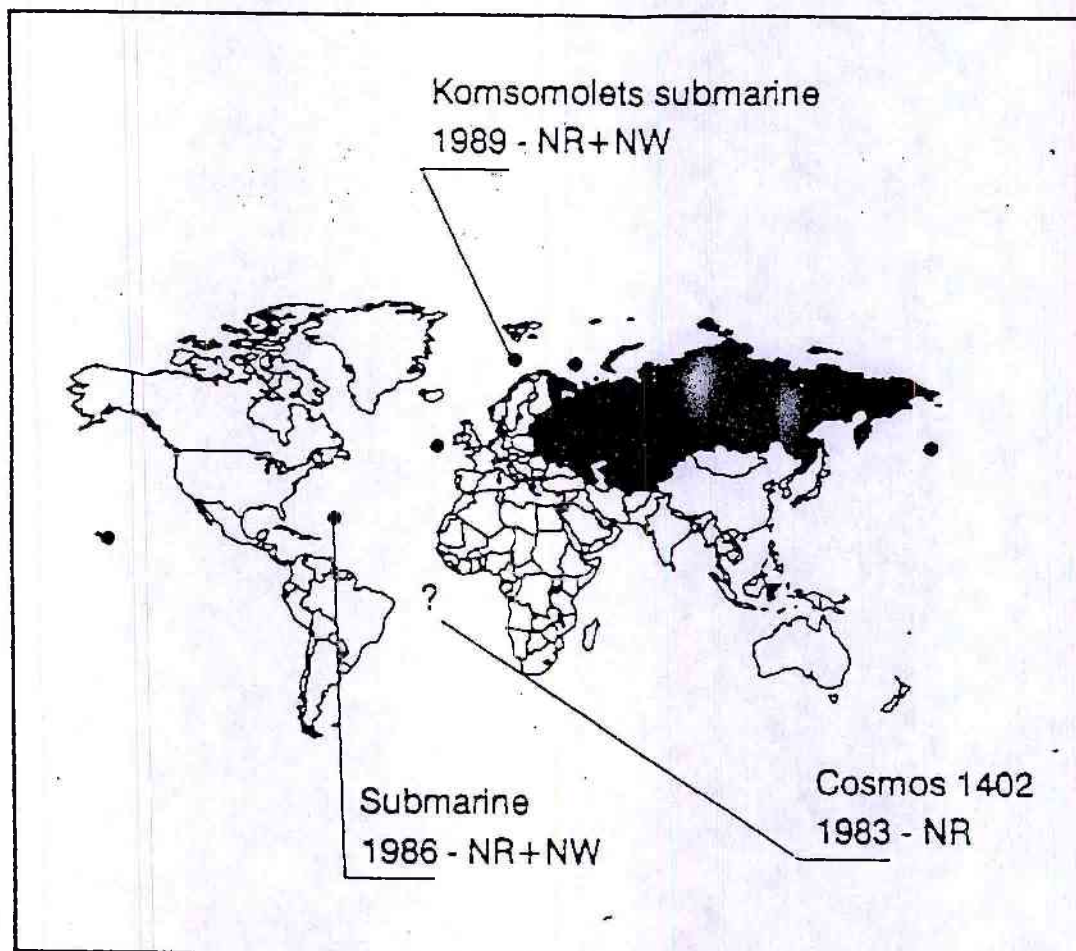 Komsomolets submarine
1989 - NR+NW
?
Submarine
1986 - NR+NW
Cosmos 1402
1983 - NR